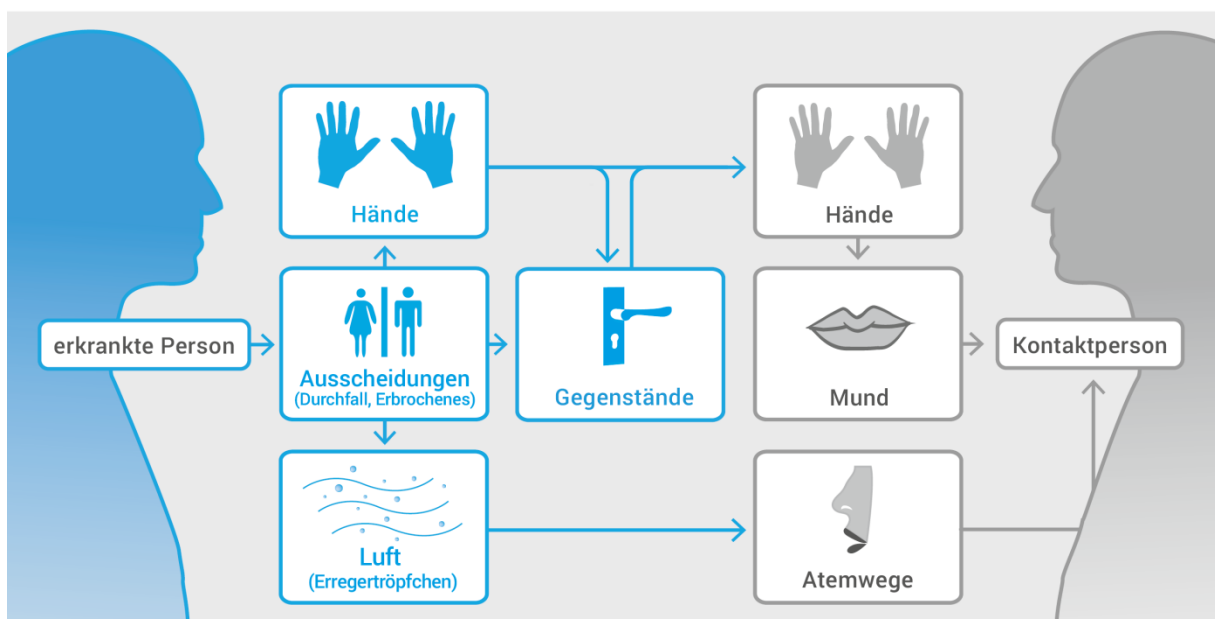 Hände
Hände
erkrankte Person
Ausscheidungen
(Durchfall, Erbrochenes)
Gegenstände
Mund
Kontaktperson
Luft
(Erregertröpfchen)
Atemwege